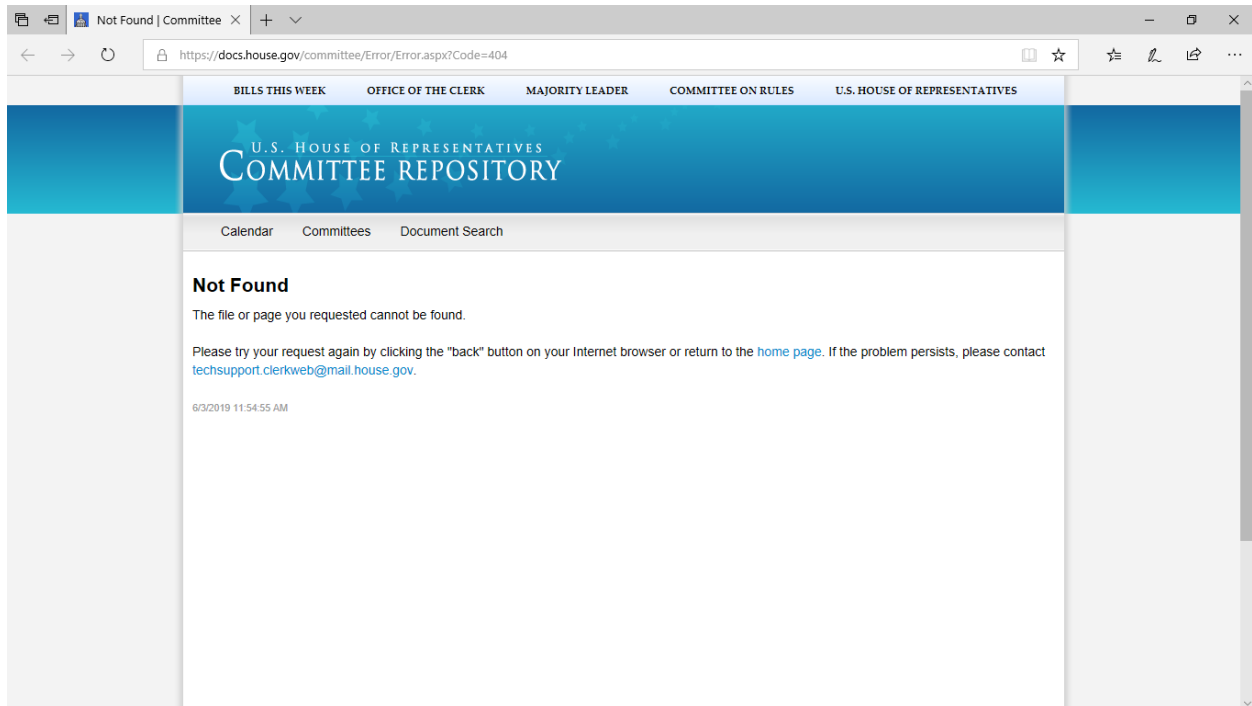 Not Found | Committee
https://docs.house.gov/committee/Error/Error.aspx?Code=404
BILLS THIS WEEK OFFICE OF THE CLERK MAJORITY LEADER COMMITTEE ON RULES U.S. HOUSE OF REPRESENTATIVES
U.S. HOUSE OF REPRESENTATIVES
COMMITTEE REPOSITORY
Calendar Committees Document Search
Not Found
The file or page you requested cannot be found.
Please try your request again by clicking the "back" button on your Internet browser or return to the home page. If the problem persists, please contact
techsupport.clerkweb@mail.house.gov.
6/3/2019 11:54:55 AM